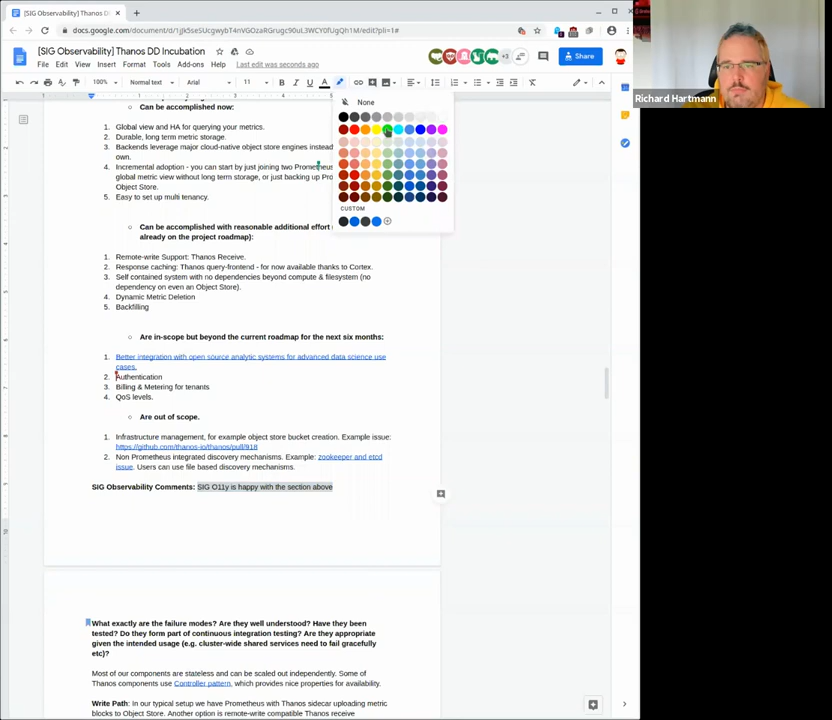 [SIG Observability] Thanos DD Incubation
docs.google.com/document/d/1jJk5seSUcgwybT4nVGOzaRGrugc90uL3WCY0fUgQh1M/edit?pli=1#
[SIG Observability] Thanos DD Incubation
+3
Share
File Edit View Insert Format Tools Add-ons Help Last edit was seconds ago
100% Normal text Arial 11 B I U A
Richard Hartmann
Can be accomplished now:
None
1. Global view and HA for querying your metrics.
2. Durable, long term metric storage.
3. Backends leverage major cloud-native object store engines instead
own.
4. Incremental adoption - you can start by just joining two Prometheus
global metric view without long term storage, or just backing up
Object Store.
5. Easy to set up multi tenancy.
CUSTOM
Can be accomplished with reasonable additional effort
already on the project roadmap):
1. Remote-write Support: Thanos Receive.
2. Response caching: Thanos query-frontend - for now available thanks to Cortex.
3. Self contained system with no dependencies beyond compute & filesystem (no
dependency on even an Object Store).
4. Dynamic Metric Deletion
5. Backfilling
Are in-scope but beyond the current roadmap for the next six months:
1. Better integration with open source analytic systems for advanced data science use
cases.
2. Authentication
3. Billing & Metering for tenants
4. QoS levels.
Are out of scope.
1. Infrastructure management, for example object store bucket creation. Example issue:
https://github.com/thanos-io/thanos/pull/918
2. Non Prometheus integrated discovery mechanisms. Example: zookeeper and etcd
issue. Users can use file based discovery mechanisms.
SIG Observability Comments: SIG O11y is happy with the section above
What exactly are the failure modes? Are they well understood? Have they been
tested? Do they form part of continuous integration testing? Are they appropriate
given the intended usage (e.g. cluster-wide shared services need to fail gracefully
etc)?
Most of our components are stateless and can be scaled out independently. Some of
Thanos components use Controller pattern, which provides nice properties for availability.
Write Path: In our typical setup we have Prometheus with Thanos sidecar uploading metric
blocks to Object Store. Another option is remote-write compatible Thanos receive